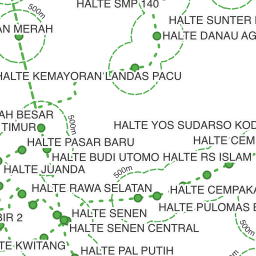 HALTE SMP 140
500m
HALTE SUNTER
AN MERAH
HALTE DANAU AG
HALTE KEMAYORAN LANDAS PACU
AH BESAR
TIMUR
500m
HALTE YOS SUDARSO KOD
HALTE PASAR BARU
HALTE CEM
HALTE BUDI UTOMO
HALTE RS ISLAM
HALTE JUANDA
500m
HALTE RAWA SELATAN
HALTE CEMPAKA
HALTE PULOMAS B
BIR 2
HALTE SENEN
HALTE SENEN CENTRAL
TE KWITANG
HALTE PAL PUTIH